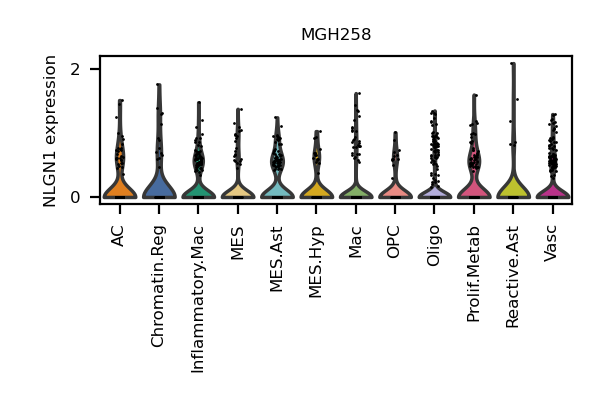 MGH258
NLGN1 expression
2
0
AC
Chromatin.Reg
Inflammatory.Mac
MES
MES.Ast
MES.Hyp
Mac
OPC
Oligo
Prolif.Metab
Reactive.Ast
Vasc